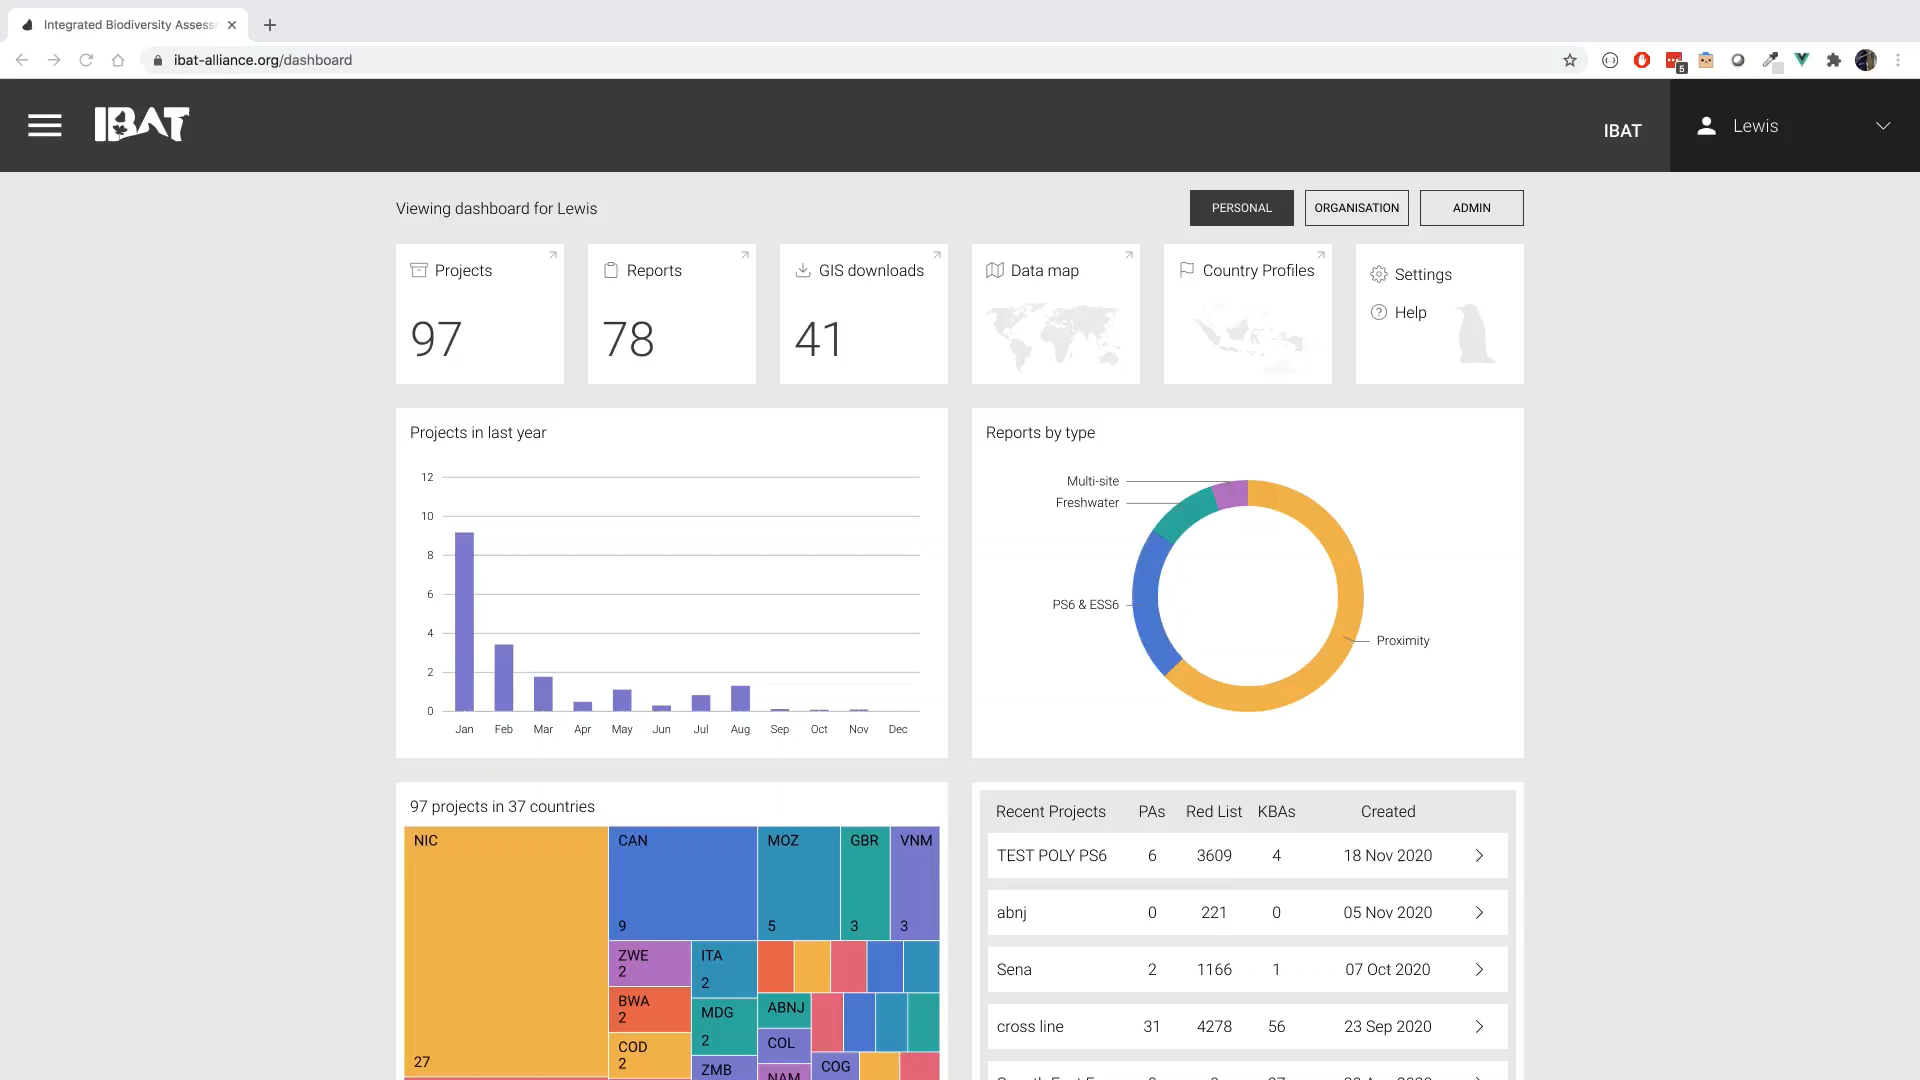 Integrated Biodiversity Assess
ibat-alliance.org/dashboard
5
IBAT
IBAT
Lewis
Viewing dashboard for Lewis
PERSONAL
ORGANISATION
ADMIN
Projects
97
Reports
78
GIS downloads
41
Data map
Country Profiles
Settings
Help
Projects in last year
12
10
8
6
4
2
0
Jan Feb Mar Apr May Jun Jul Aug Sep Oct Nov Dec
Reports by type
Multi-site
Freshwater
PS6 & ESS6
Proximity
97 projects in 37 countries
NIC
27
CAN
9
MOZ
5
GBR
3
VNM
3
ZWE
2
BWA
2
COD
2
ITA
2
MDG
2
ZMB
ABNJ
COL
NAM
COG
Recent Projects PAs Red List KBAs Created
TEST POLY PS6 6 3609 4 18 Nov 2020
abnj 0 221 0 05 Nov 2020
Sena 2 1166 1 07 Oct 2020
cross line 31 4278 56 23 Sep 2020